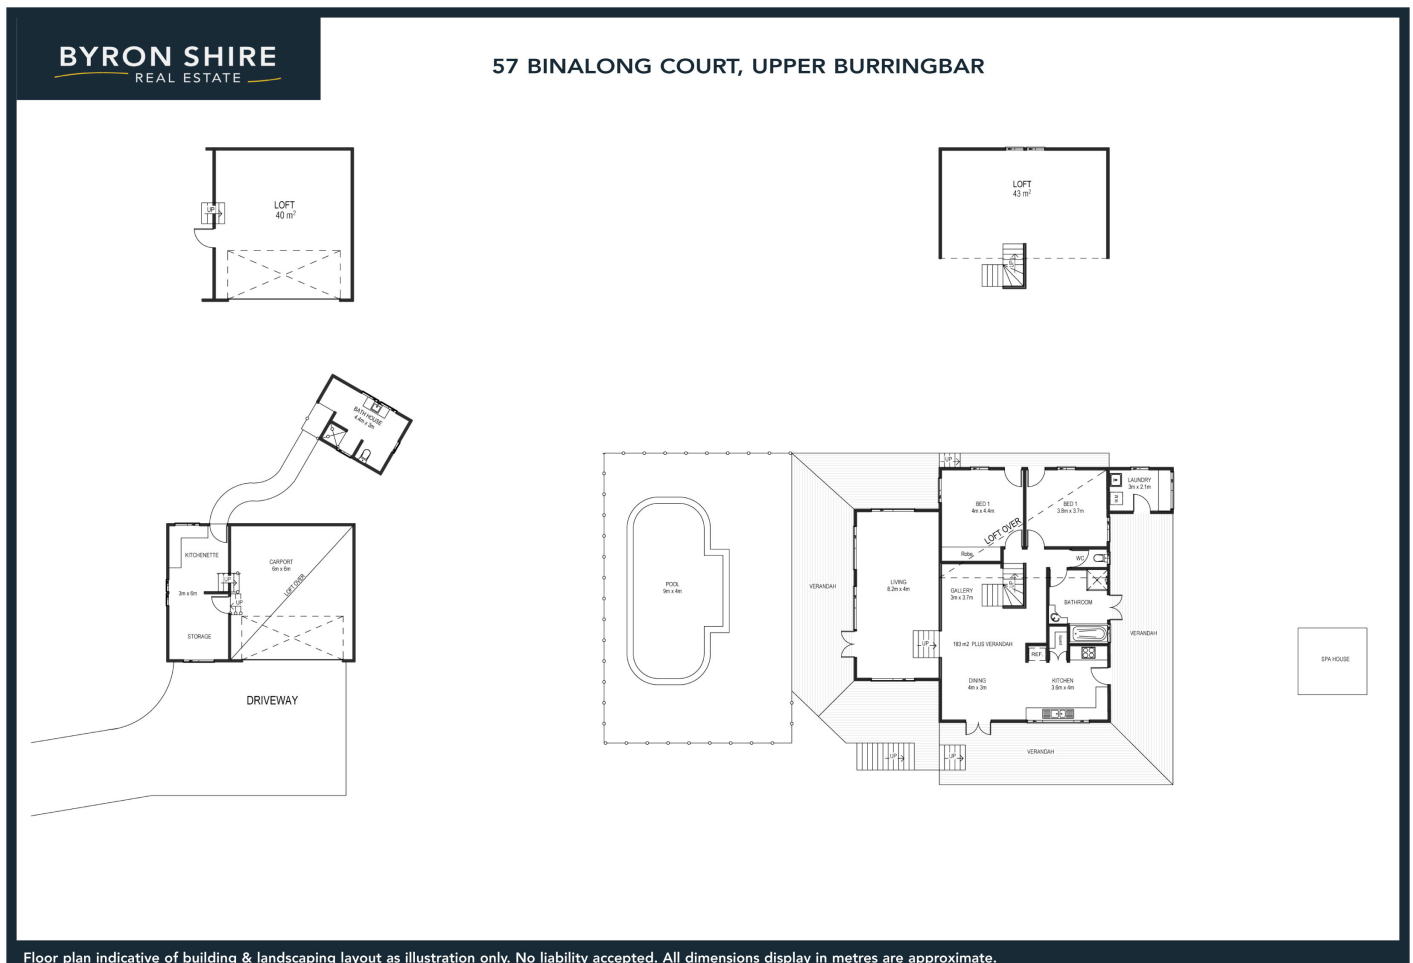 BYRON SHIRE
REAL ESTATE
57 BINALONG COURT, UPPER BURRINGBAR
LOFT
40 m²
UP
LOFT
43 m²
UP
BATH HOUSE
4.4m x 3m
KITCHENETTE
3m x 6m
STORAGE
UP
UP
CARPORT
6m x 6m
LOFT OVER
DRIVEWAY
POOL
9m x 4m
VERANDAH
UP
BED 1
4m x 4.4m
BED 1
3.8m x 3.7m
LAUNDRY
3m x 2.1m
W.M
LOFT OVER
Robe
WC
LIVING
8.2m x 4m
GALLERY
3m x 3.7m
UP
BATHROOM
VERANDAH
UP
183 m2 PLUS VERANDAH
REF.
DINING
4m x 3m
KITCHEN
3.6m x 4m
UP
UP
VERANDAH
SPA HOUSE
Floor plan indicative of building & landscaping layout as illustration only. No liability accepted. All dimensions display in metres are approximate.